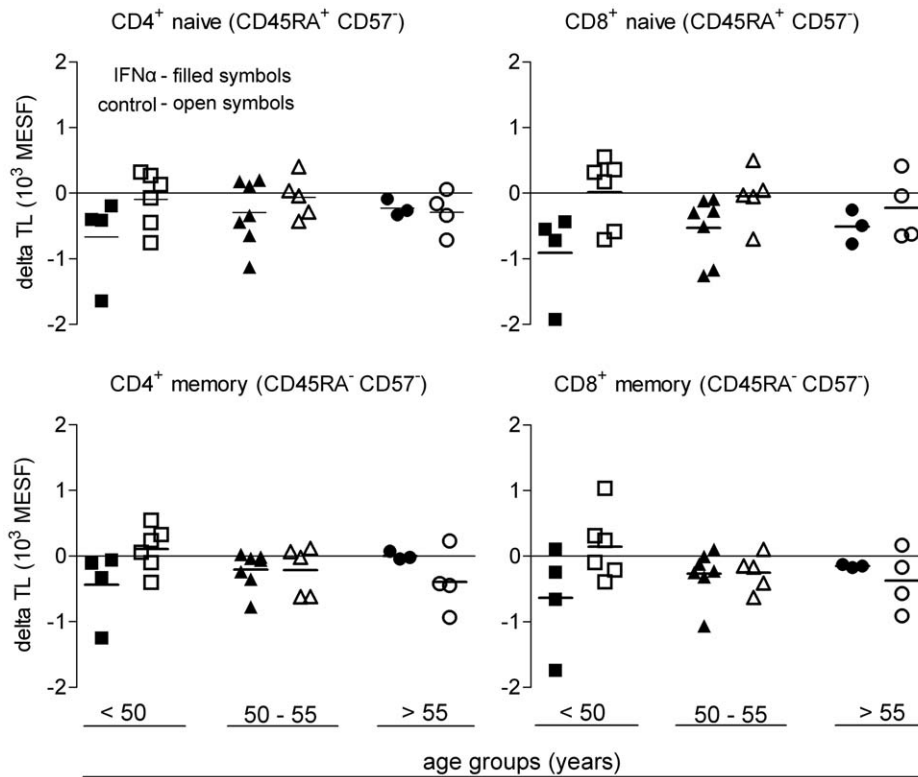 CD4⁺ naive (CD45RA⁺ CD57⁻)
CD8⁺ naive (CD45RA⁺ CD57⁻)
IFNα - filled symbols
control - open symbols
delta TL (10³ MESF)
2
1
0
-1
-2
2
1
0
-1
-2
CD4⁺ memory (CD45RA⁻ CD57⁻)
CD8⁺ memory (CD45RA⁻ CD57⁻)
delta TL (10³ MESF)
2
1
0
-1
-2
2
1
0
-1
-2
< 50 50 - 55 > 55 < 50 50 - 55 > 55
age groups (years)